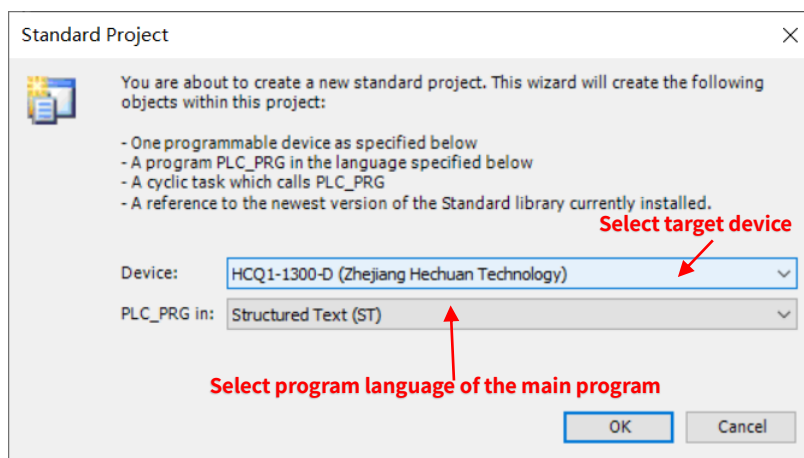 Standard Project
You are about to create a new standard project. This wizard will create the following
objects within this project:
- One programmable device as specified below
- A program PLC_PRG in the language specified below
- A cyclic task which calls PLC_PRG
- A reference to the newest version of the Standard library currently installed.
Select target device
Device: HCQ1-1300-D (Zhejiang Hechuan Technology)
PLC_PRG in: Structured Text (ST)
Select program language of the main program
OK Cancel